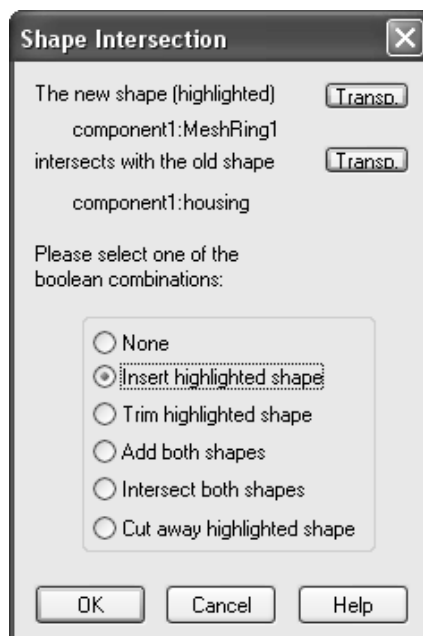 Shape Intersection
The new shape (highlighted) Transp.
component1:MeshRing1
intersects with the old shape Transp.
component1:housing
Please select one of the
boolean combinations:
None
Insert highlighted shape
Trim highlighted shape
Add both shapes
Intersect both shapes
Cut away highlighted shape
OK Cancel Help